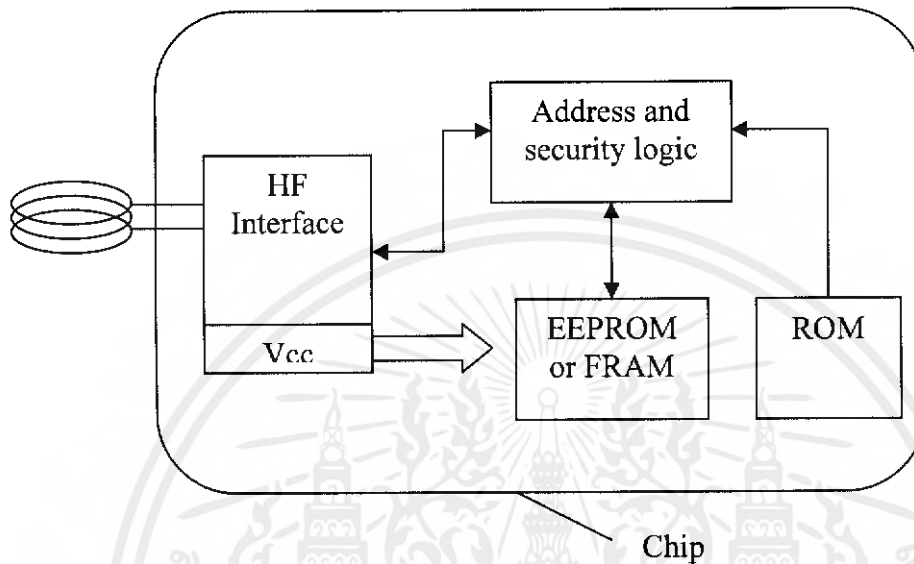 Address and
security logic
HF
Interface
Vcc
EEPROM
or FRAM
ROM
Chip